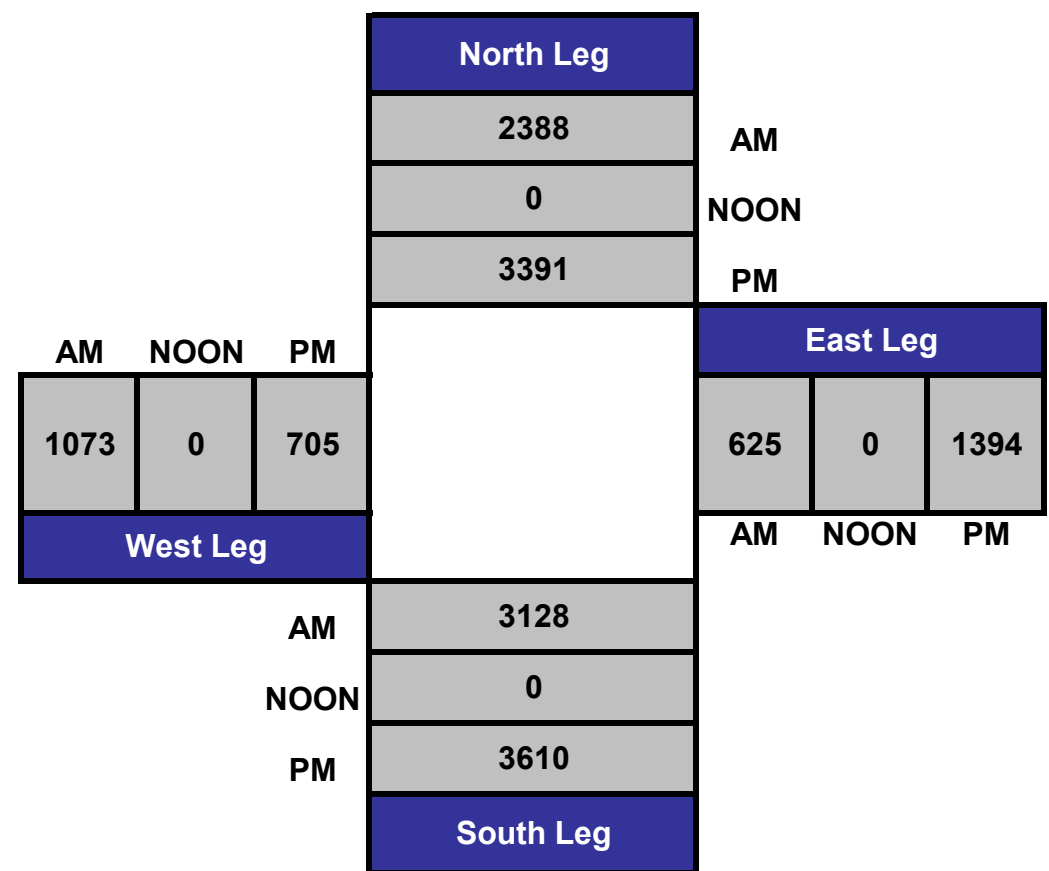 North Leg
2388 AM
0 NOON
3391 PM
AM NOON PM East Leg
1073 0 705 625 0 1394
West Leg AM NOON PM
AM 3128
NOON 0
PM 3610
South Leg